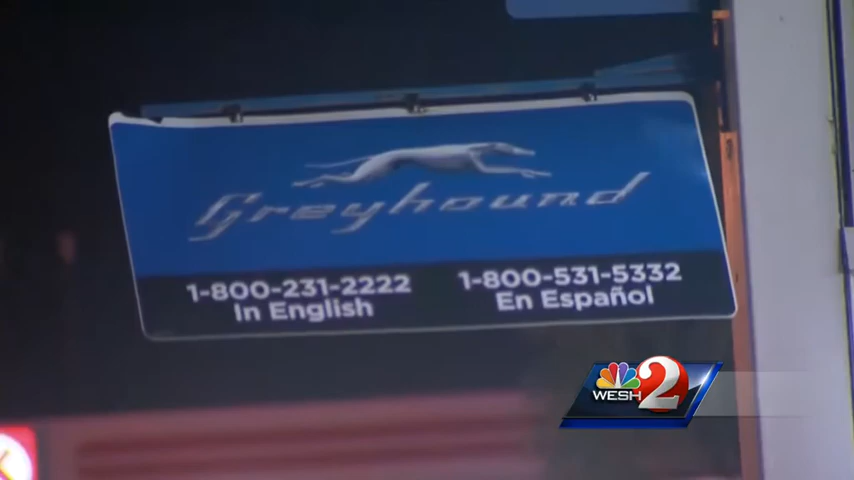 Greyhound
1-800-231-2222
In English
1-800-531-5332
En Español
WESH 2